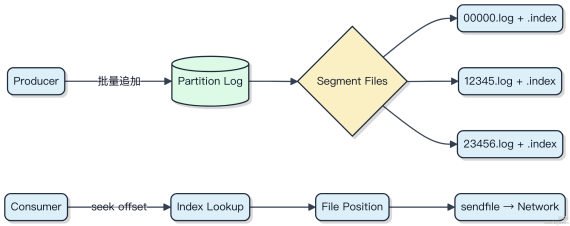 00000.log + .index
Producer
批量追加
Partition Log
Segment Files
12345.log + .index
23456.log + .index
Consumer
seek offset
Index Lookup
File Position
sendfile → Network